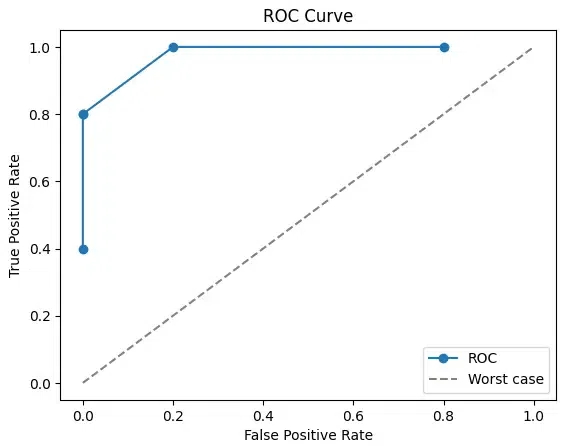 ROC Curve
True Positive Rate
1.0
0.8
0.6
0.4
0.2
0.0
0.0 0.2 0.4 0.6 0.8 1.0
False Positive Rate
ROC
Worst case